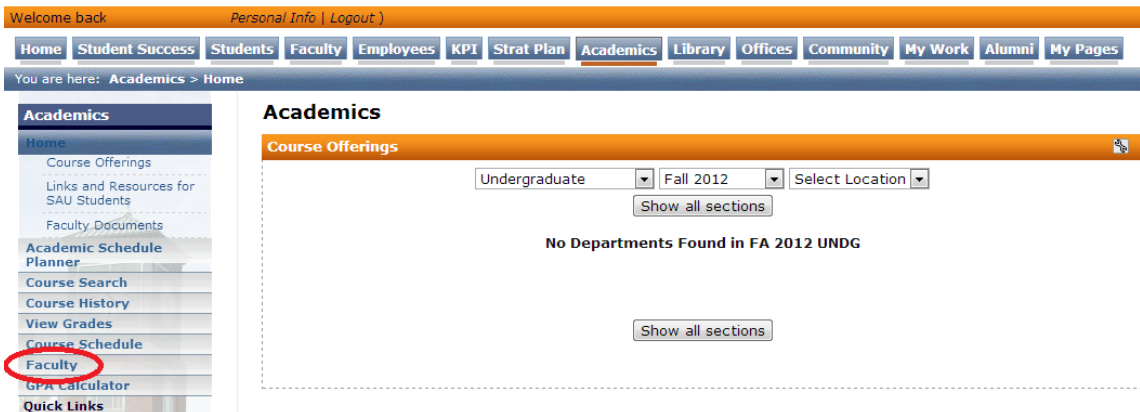 Welcome back Personal Info | Logout )
Home Student Success Students Faculty Employees KPI Strat Plan Academics Library Offices Community My Work Alumni My Pages
You are here: Academics > Home
Academics
Home
Course Offerings
Links and Resources for
SAU Students
Faculty Documents
Academic Schedule
Planner
Course Search
Course History
View Grades
Course Schedule
Faculty
GPA Calculator
Quick Links
Academics
Course Offerings
Undergraduate Fall 2012 Select Location
Show all sections
No Departments Found in FA 2012 UNDG
Show all sections